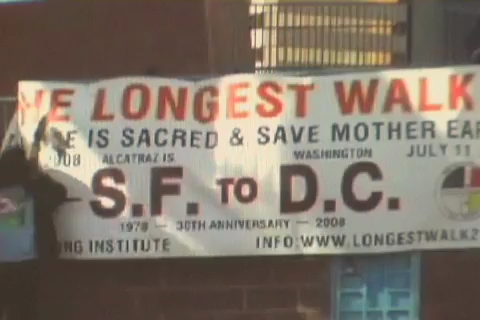 HE LONGEST WALK
IS SACRED & SAVE MOTHER EAR
008 ALCATRAZ IS. WASHINGTON JULY 11
S.F. TO D.C.
1978 — 30TH ANNIVERSARY — 2008
NG INSTITUTE INFO: WWW.LONGESTWALK2